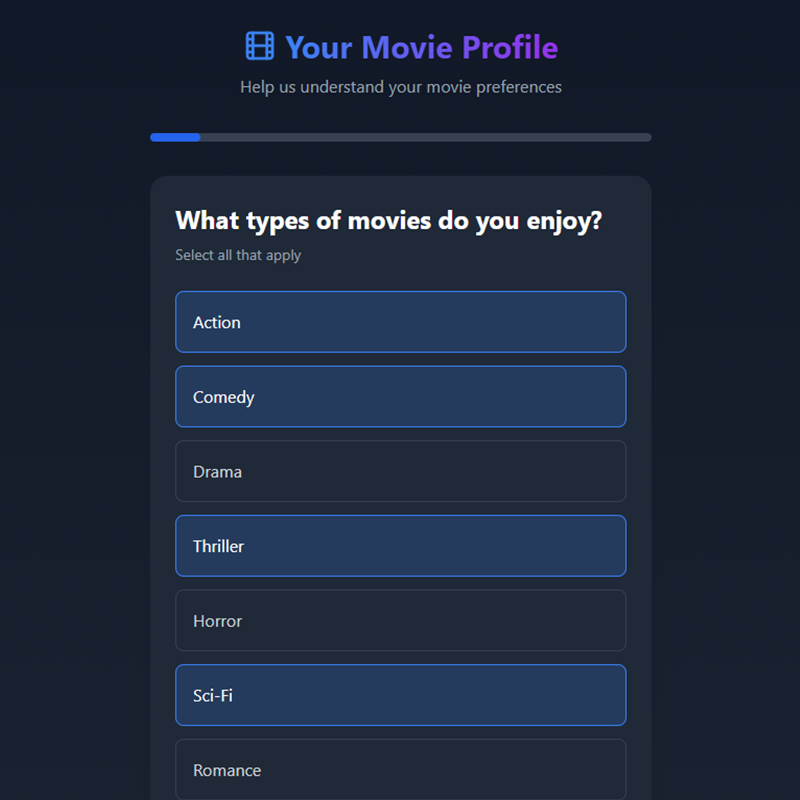 Your Movie Profile
Help us understand your movie preferences
What types of movies do you enjoy?
Select all that apply
Action
Comedy
Drama
Thriller
Horror
Sci-Fi
Romance